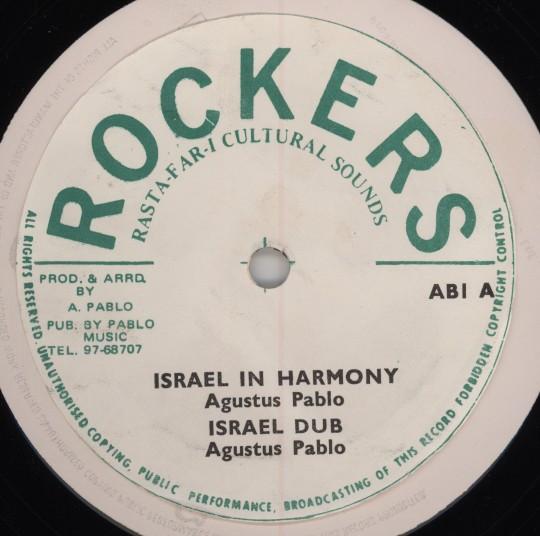 ROCKERS
RASTA-FAR-I CULTURAL SOUNDS
PROD. & ARRD.
BY
A. PABLO
PUB. BY PABLO
MUSIC
TEL. 97-68707
AB1 A
ISRAEL IN HARMONY
Agustus Pablo
ISRAEL DUB
Agustus Pablo
ALL RIGHTS RESERVED. UNAUTHORISED COPYING, PUBLIC PERFORMANCE, BROADCASTING OF THIS RECORD FORBIDDEN COPYRIGHT CONTROL